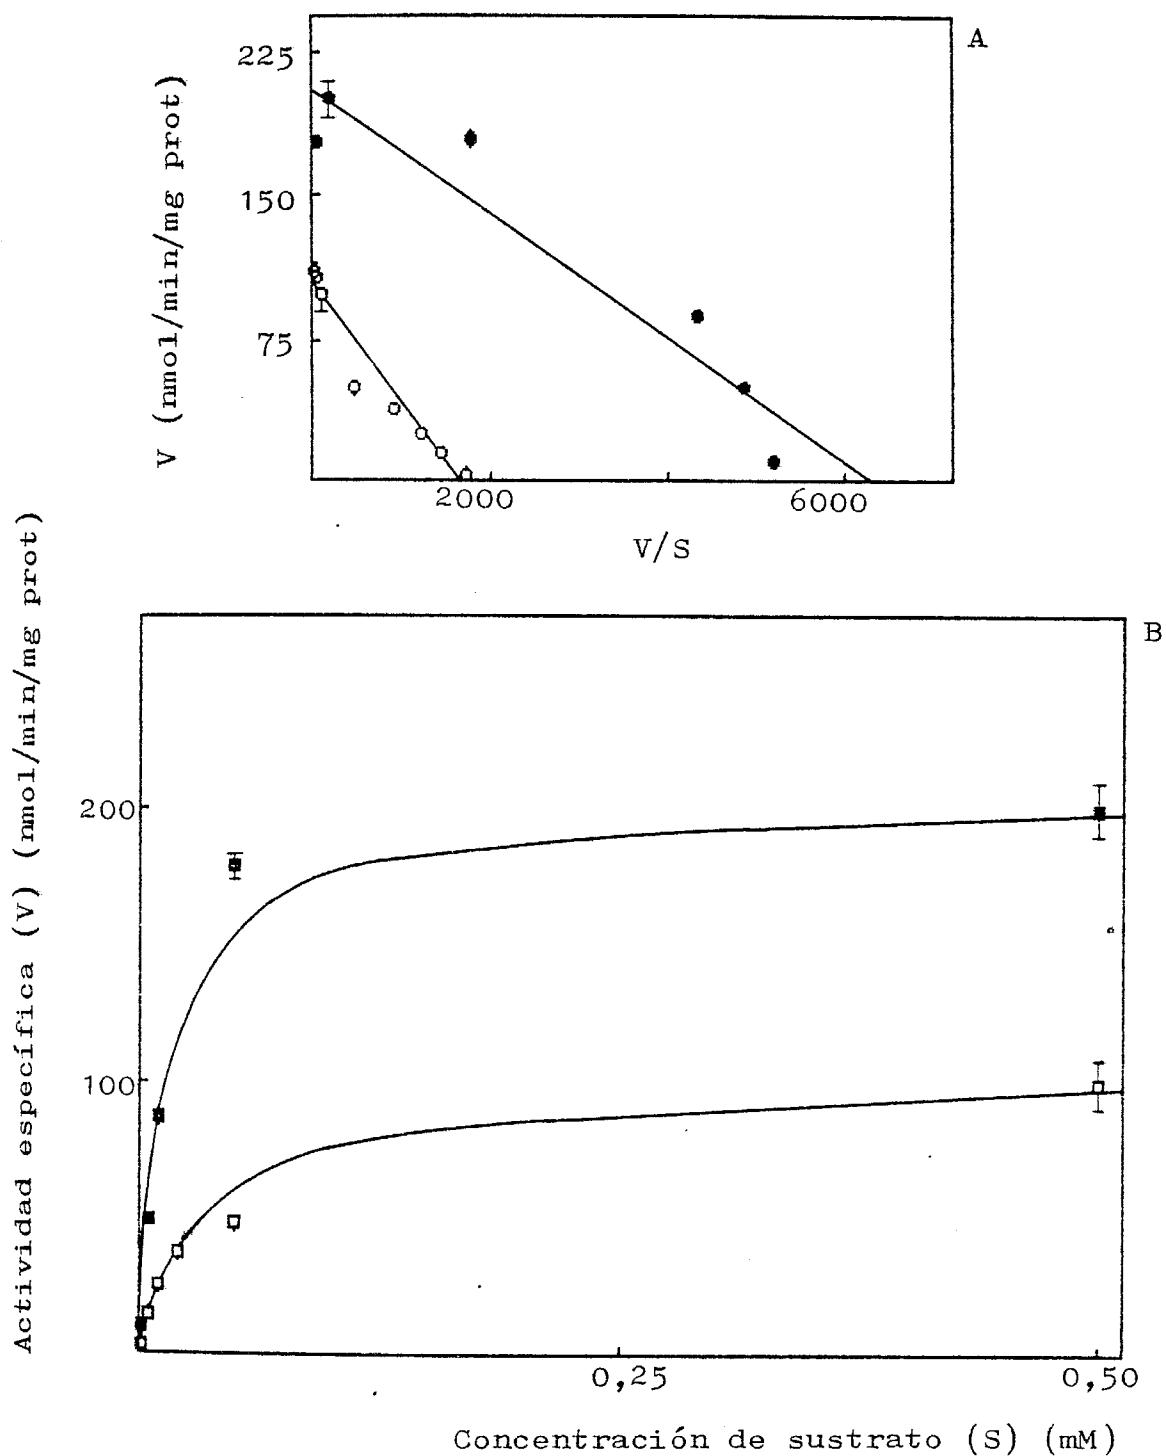 A
V (nmol/min/mg prot)
225
150
75
2000
6000
V/S
B
Actividad específica (V) (nmol/min/mg prot)
200
100
0,25
0,50
Concentración de sustrato (S) (mM)